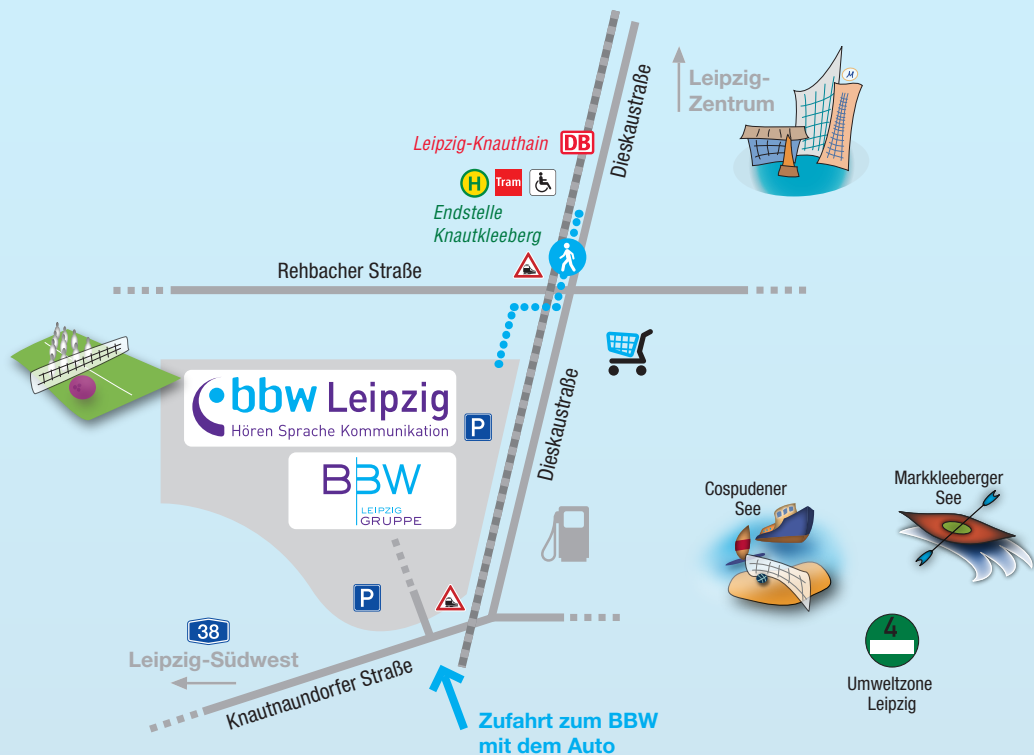 Leipzig-
Zentrum
M
Dieskaustraße
Leipzig-Knauthain
DB
H
Tram
Endstelle
Knautkleeberg
Rehbacher Straße
bbw Leipzig
Hören Sprache Kommunikation
P
BBW
LEIPZIG
GRUPPE
Dieskaustraße
Cospudener
See
Markkleeberger
See
P
38
Leipzig-Südwest
Knautnaundorfer Straße
4
Umweltzone
Leipzig
Zufahrt zum BBW
mit dem Auto